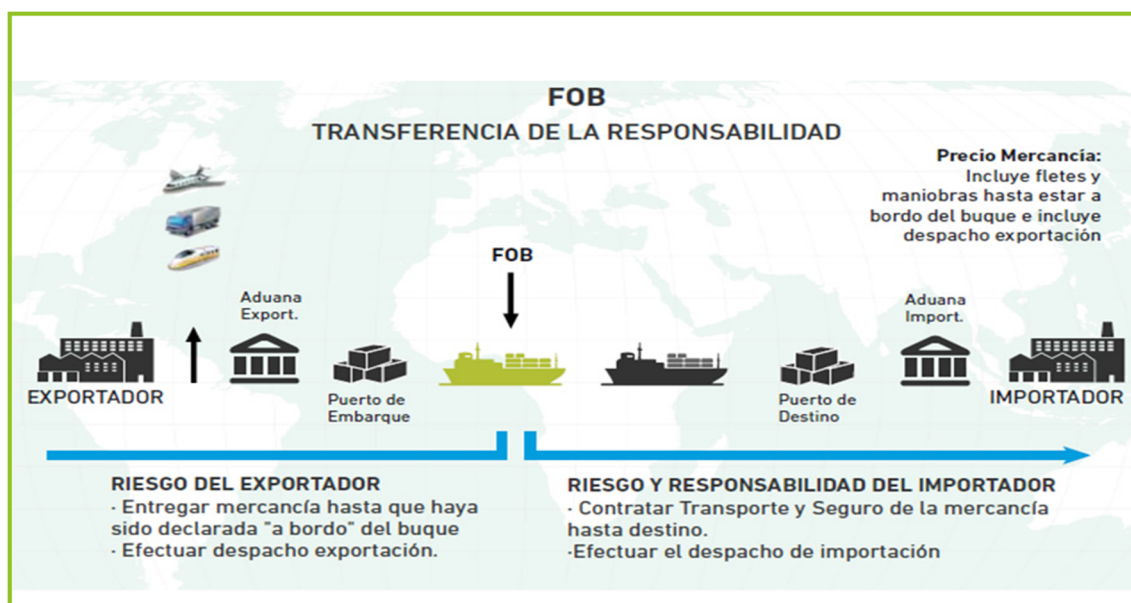 FOB
TRANSFERENCIA DE LA RESPONSABILIDAD
Precio Mercancía:
Incluye fletes y
maniobras hasta estar a
bordo del buque e incluye
despacho exportación
FOB
Aduana
Export.
Aduana
Import.
EXPORTADOR
Puerto de
Embarque
Puerto de
Destino
IMPORTADOR
RIESGO DEL EXPORTADOR
· Entregar mercancía hasta que haya
sido declarada "a bordo" del buque
· Efectuar despacho exportación.
RIESGO Y RESPONSABILIDAD DEL IMPORTADOR
· Contratar Transporte y Seguro de la mercancía
hasta destino.
·Efectuar el despacho de importación